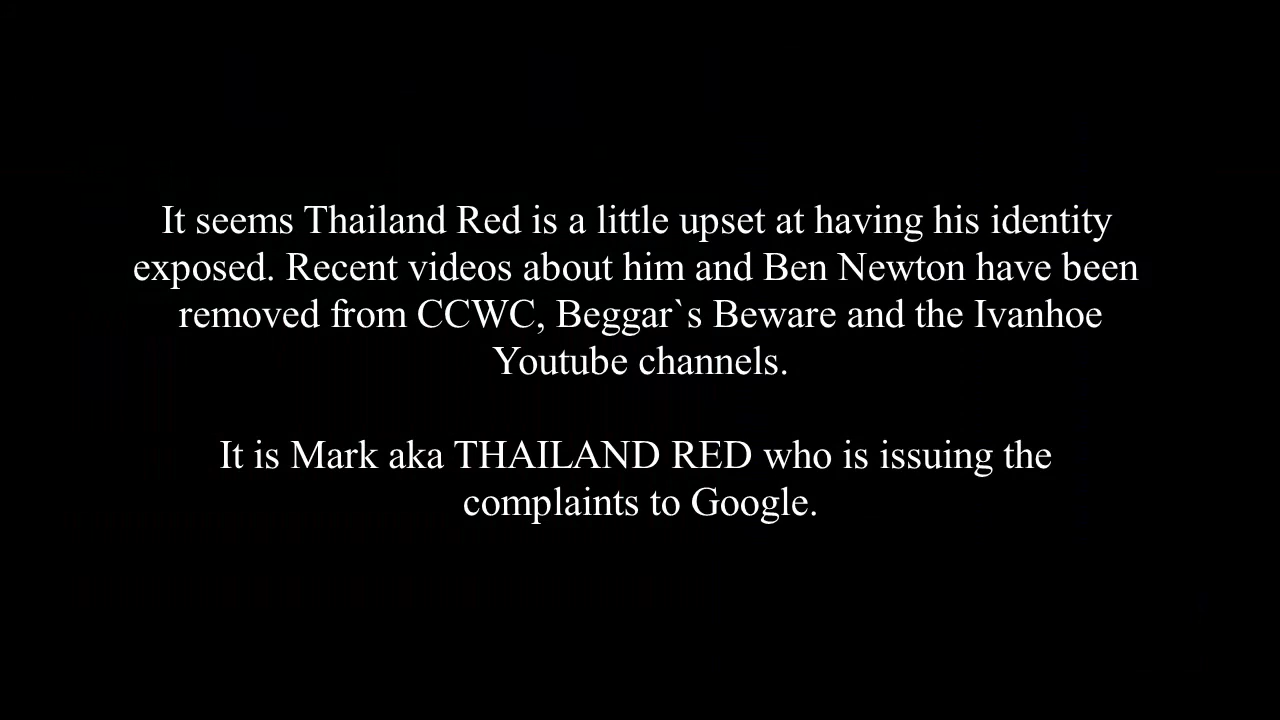 It seems Thailand Red is a little upset at having his identity
exposed. Recent videos about him and Ben Newton have been
removed from CCWC, Beggar`s Beware and the Ivanhoe
Youtube channels.
It is Mark aka THAILAND RED who is issuing the
complaints to Google.